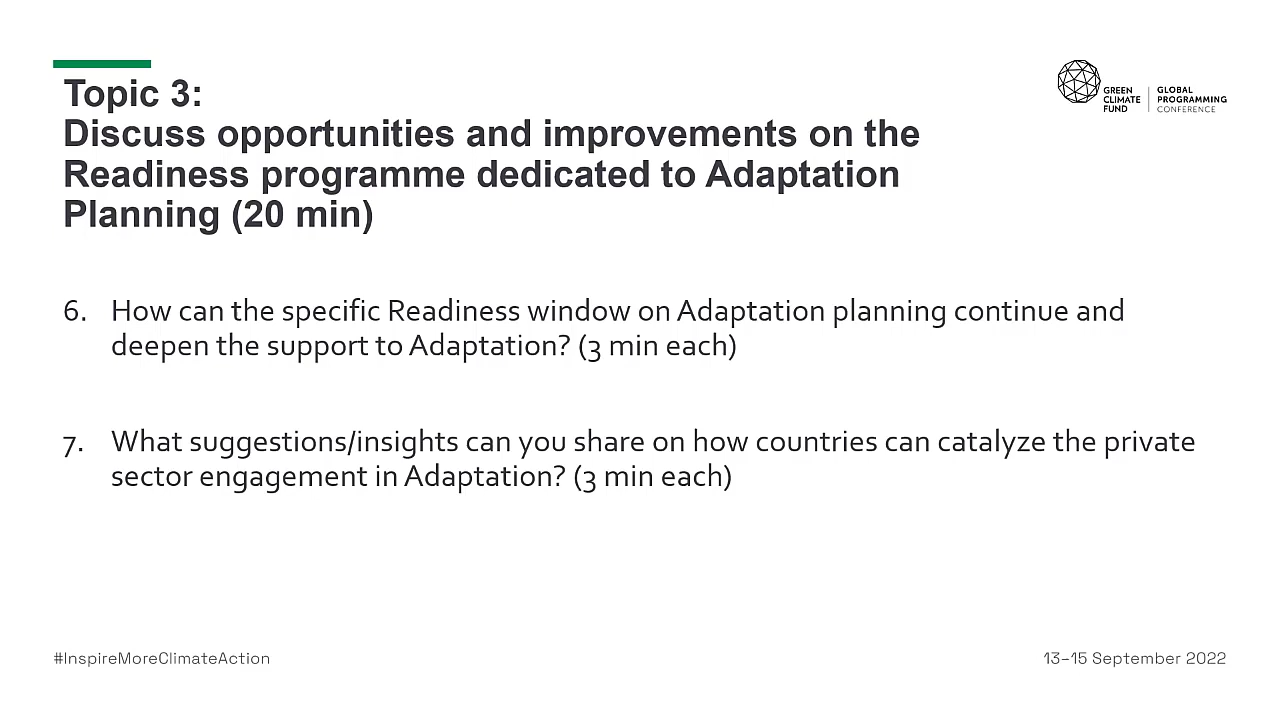 Topic 3:
Discuss opportunities and improvements on the
Readiness programme dedicated to Adaptation
Planning (20 min)
GREEN
CLIMATE
FUND
GLOBAL
PROGRAMMING
CONFERENCE
6. How can the specific Readiness window on Adaptation planning continue and
deepen the support to Adaptation? (3 min each)
7. What suggestions/insights can you share on how countries can catalyze the private
sector engagement in Adaptation? (3 min each)
#InspireMoreClimateAction
13–15 September 2022